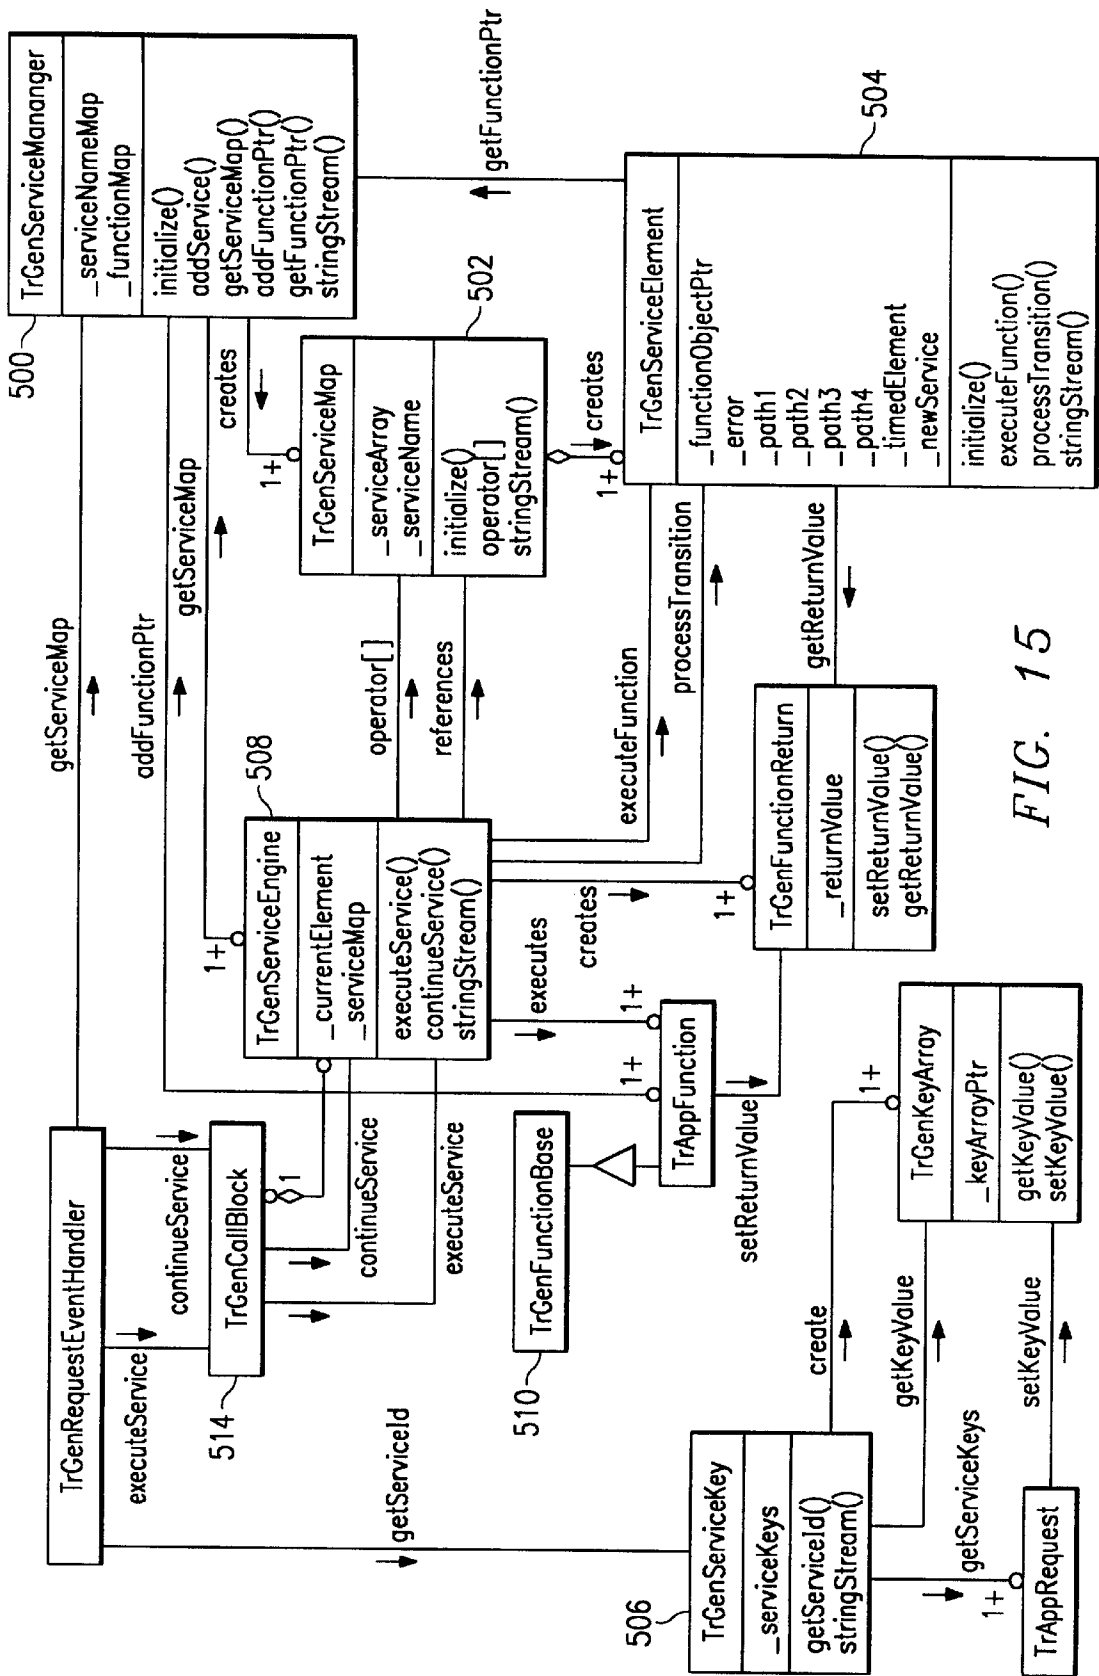 TrGenRequestEventHandler
getServiceMap
500
TrGenServiceMananger
_serviceNameMap
_functionMap
initialize()
addService()
getServiceMap()
addFunctionPtr()
getFunctionPtr()
stringStream()
executeService
continueService
addFunctionPtr
getServiceMap
creates
getFunctionPtr
514
TrGenCallBlock
1
continueService
executeService
1+
TrGenServiceEngine
508
_currentElement
_serviceMap
executeService()
continueService()
stringStream()
operator[]
references
1+
TrGenServiceMap
502
_serviceArray
_serviceName
initialize()
operator[]
stringStream()
creates
1+
getServiceId
510
TrGenFunctionBase
1+
1+
executes
TrAppFunction
setReturnValue
creates
1+
executeFunction
processTransition
504
TrGenServiceElement
_functionObjectPtr
_error
_path1
_path2
_path3
_path4
_timedElement
_newService
initialize()
executeFunction()
processTransition()
stringStream()
getReturnValue
TrGenFunctionReturn
_returnValue
setReturnValue()
getReturnValue()
506
TrGenServiceKey
_serviceKeys
getServiceId()
stringStream()
create
getKeyValue
1+
TrGenKeyArray
_keyArrayPtr
getKeyValue()
setKeyValue()
getServiceKeys
1+
setKeyValue
TrAppRequest
FIG. 15